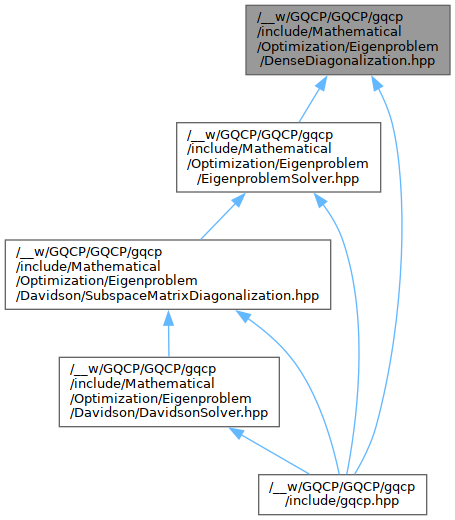 /__w/GQCP/GQCP/gqcp
/include/Mathematical
/Optimization/Eigenproblem
/DenseDiagonalization.hpp
/__w/GQCP/GQCP/gqcp
/include/Mathematical
/Optimization/Eigenproblem
/EigenproblemSolver.hpp
/__w/GQCP/GQCP/gqcp
/include/Mathematical
/Optimization/Eigenproblem
/Davidson/SubspaceMatrixDiagonalization.hpp
/__w/GQCP/GQCP/gqcp
/include/Mathematical
/Optimization/Eigenproblem
/Davidson/DavidsonSolver.hpp
/__w/GQCP/GQCP/gqcp
/include/gqcp.hpp